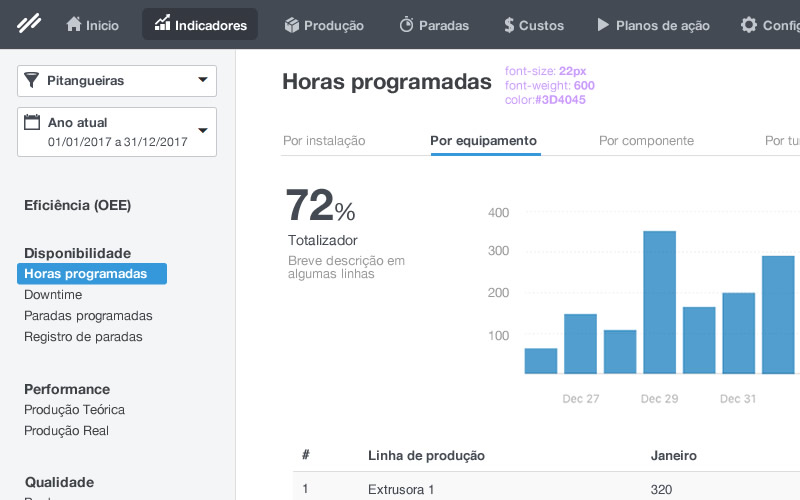 Inicio
Indicadores
Produção
Paradas
Custos
Planos de ação
Config
Pitangueiras
Ano atual
01/01/2017 a 31/12/2017
Eficiência (OEE)
Disponibilidade
Horas programadas
Downtime
Paradas programadas
Registro de paradas
Performance
Produção Teórica
Produção Real
Qualidade
Horas programadas
font-size: 22px
font-weight: 600
color:#3D4045
Por instalação
Por equipamento
Por componente
Por tu
72%
Totalizador
Breve descrição em
algumas linhas
400
300
200
100
Dec 27
Dec 29
Dec 31
# Linha de produção Janeiro
1 Extrusora 1 320